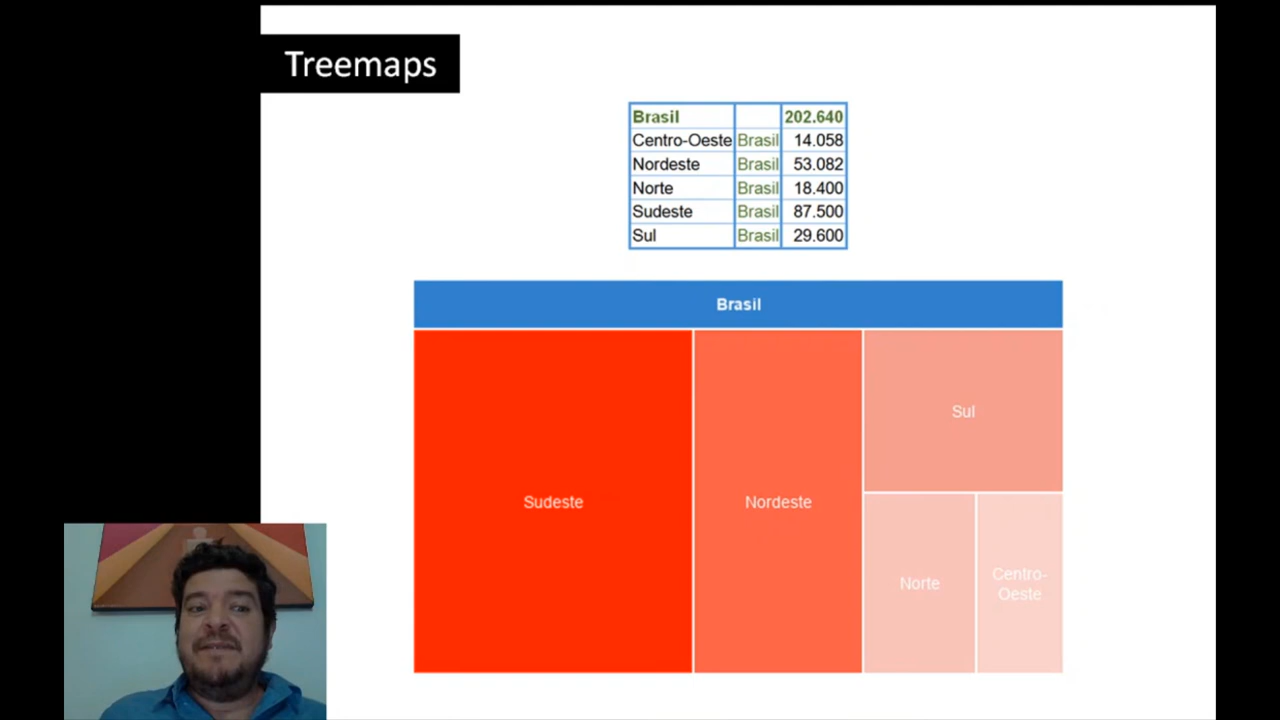 Treemaps
Brasil 202.640
Centro-Oeste Brasil 14.058
Nordeste Brasil 53.082
Norte Brasil 18.400
Sudeste Brasil 87.500
Sul Brasil 29.600
Brasil
Sudeste
Nordeste
Sul
Norte
Centro-
Oeste